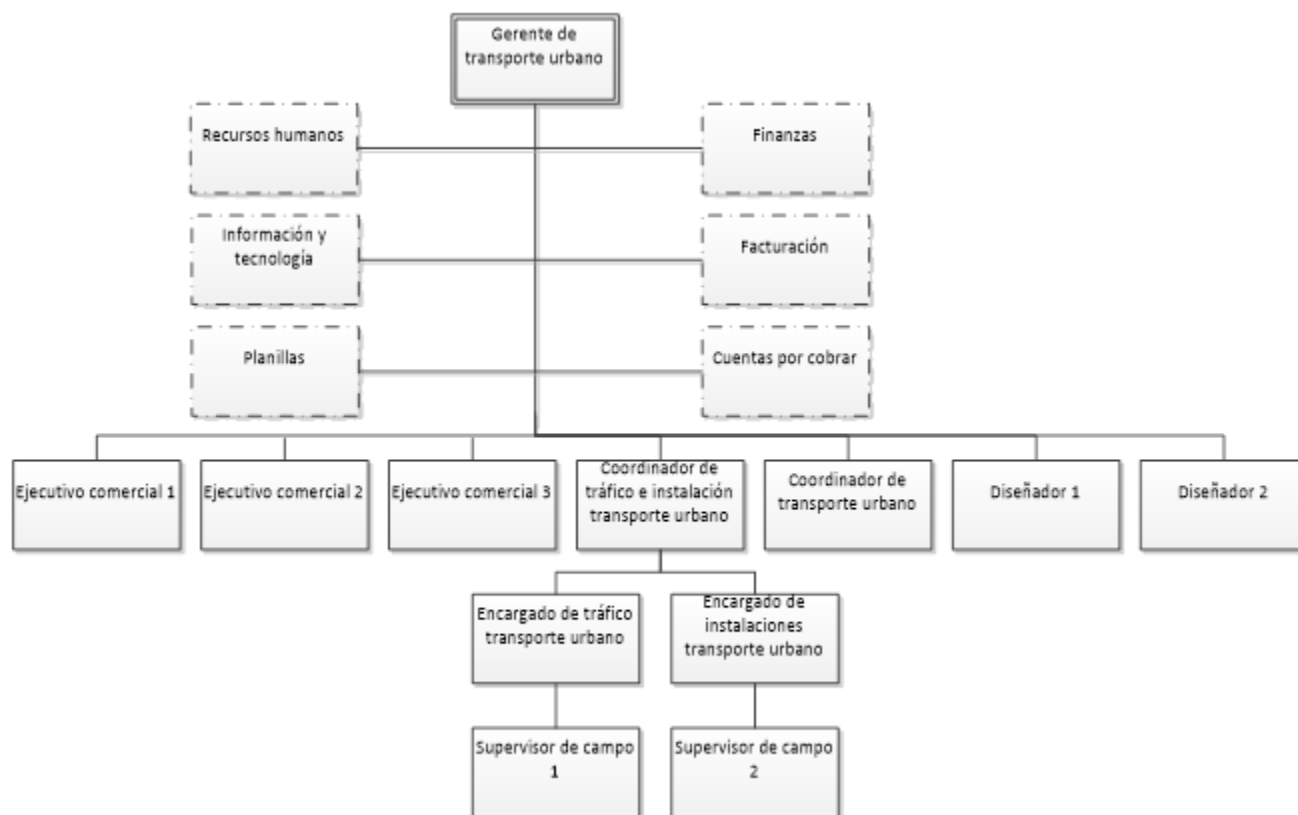 Gerente de
transporte urbano
Recursos humanos
Finanzas
Información y
tecnología
Facturación
Planillas
Cuentas por cobrar
Ejecutivo comercial 1
Ejecutivo comercial 2
Ejecutivo comercial 3
Coordinador de
tráfico e instalación
transporte urbano
Coordinador de
transporte urbano
Diseñador 1
Diseñador 2
Encargado de tráfico
transporte urbano
Encargado de
instalaciones
transporte urbano
Supervisor de campo
1
Supervisor de campo
2